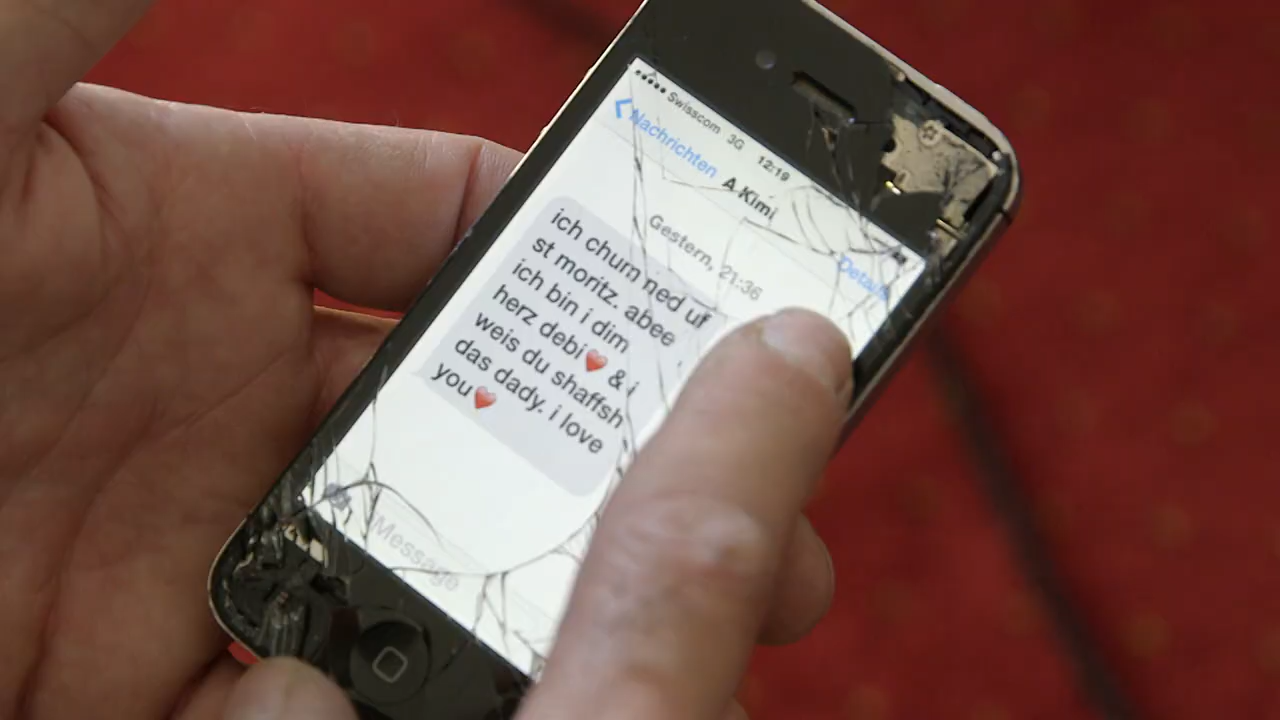 Swisscom 3G 12:19
Nachrichten A Kimi Details
Gestern, 21:36
ich chum ned uf
st moritz. abee
ich bin i dim
herz debi❤️ & i
weis du shaffsh
das dady. i love
you❤️
iMessage